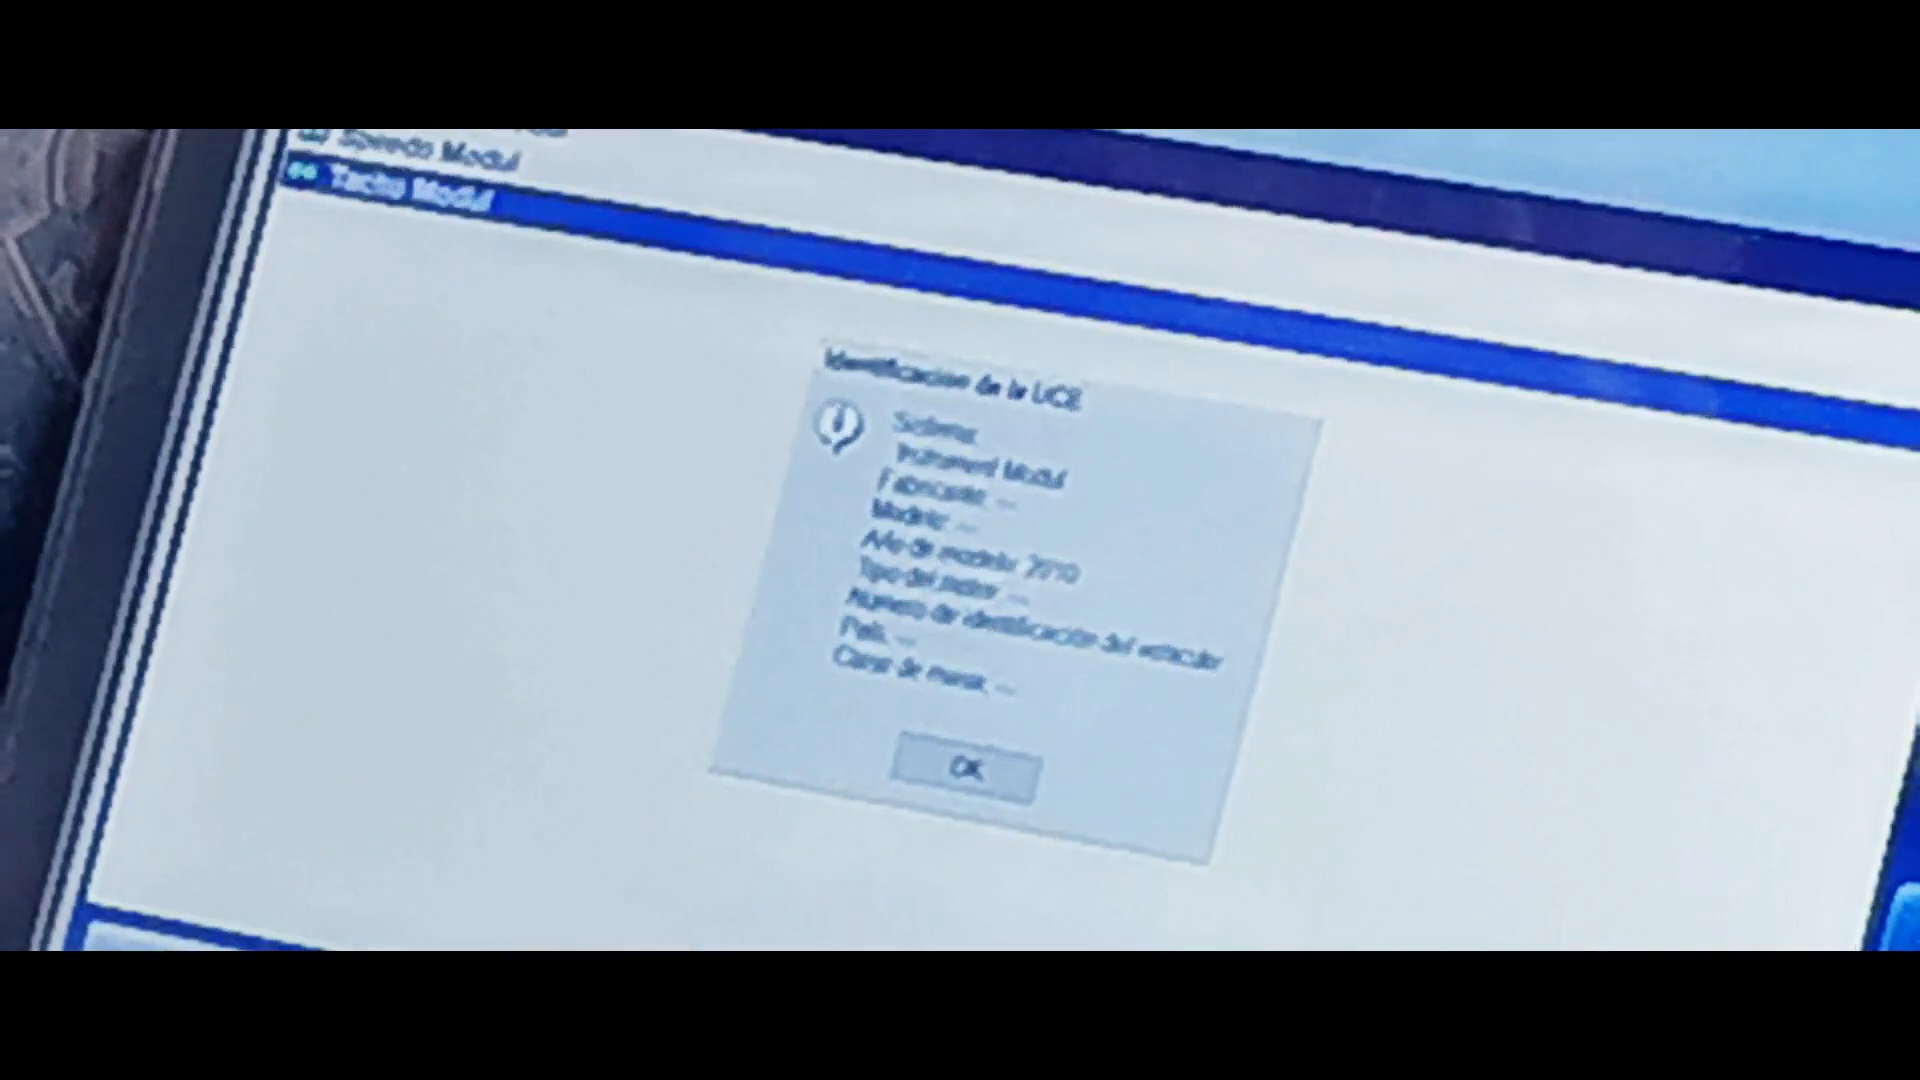 Speedo Modul
Tacho Modul
Identificación de la UCE
Sistema:
Instrument Modul
Fabricante: ---
Modelo: ---
Año de modelo: 2010
Tipo del motor: ---
Número de identificación del vehículo:
País: ---
OK